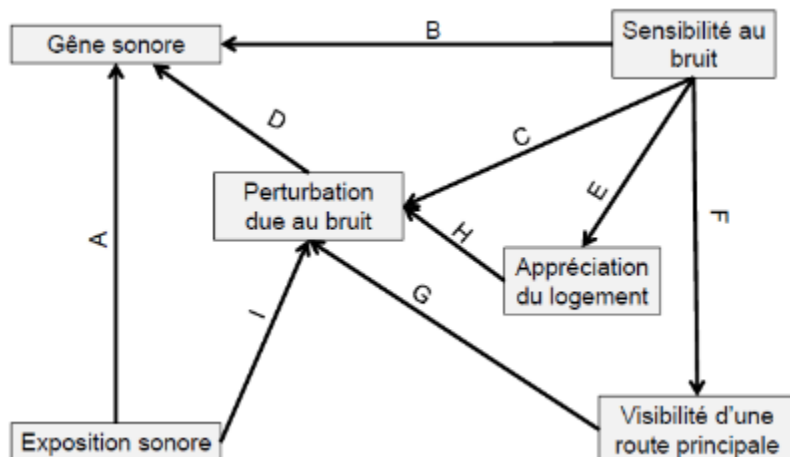 Gêne sonore
B
Sensibilité au
bruit
D
C
Perturbation
due au bruit
E
F
A
H
Appréciation
du logement
G
I
Exposition sonore
Visibilité d'une
route principale